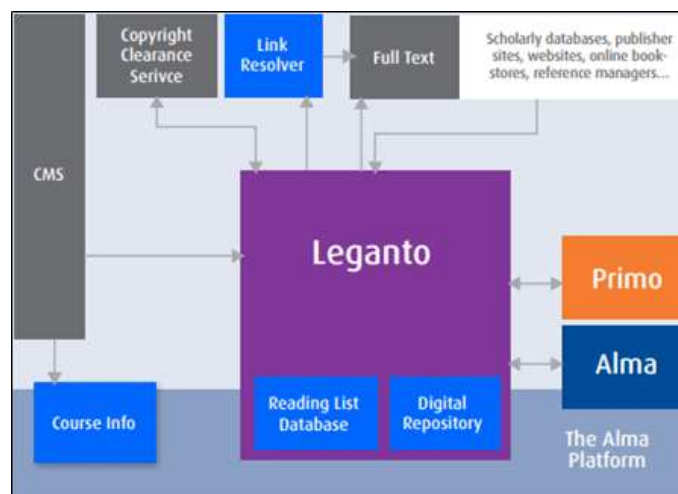 Copyright
Clearance
Serivce
Link
Resolver
Full Text
Scholarly databases, publisher
sites, websites, online book-
stores, reference managers...
CMS
Leganto
Primo
Alma
Course Info
Reading List
Database
Digital
Repository
The Alma
Platform